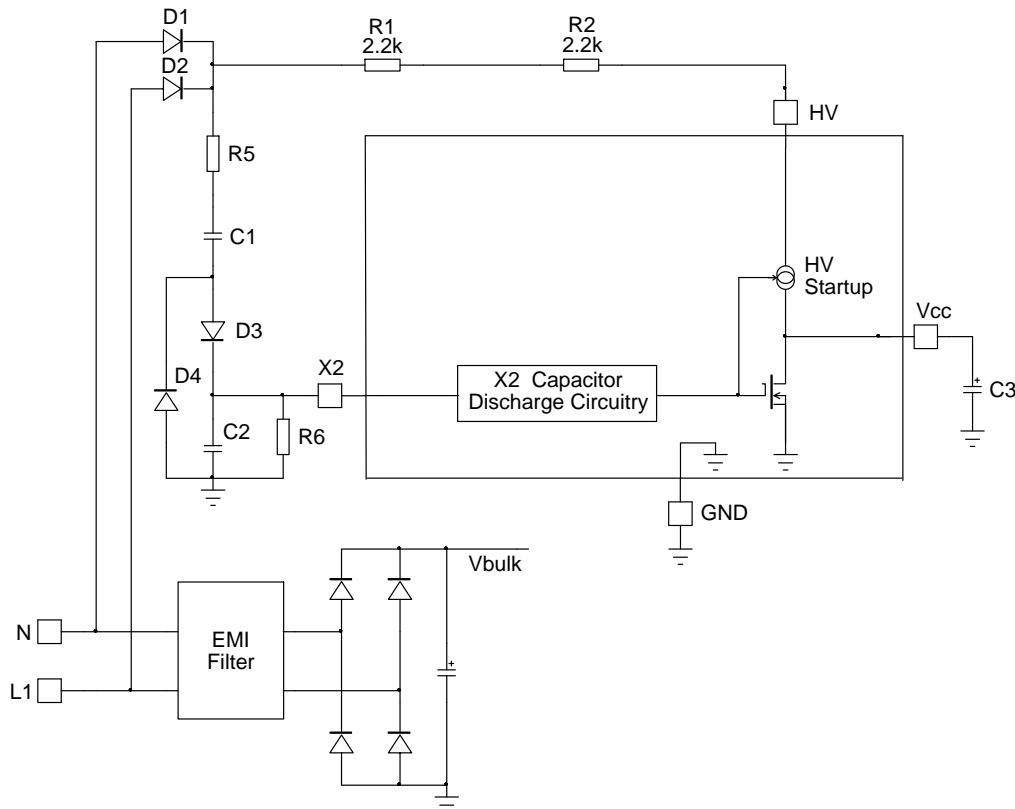 D1
D2
R1
2.2k
R2
2.2k
HV
R5
C1
HV
Startup
D3
Vcc
D4
X2
X2 Capacitor
Discharge Circuitry
C3
C2
R6
GND
Vbulk
N
EMI
Filter
L1